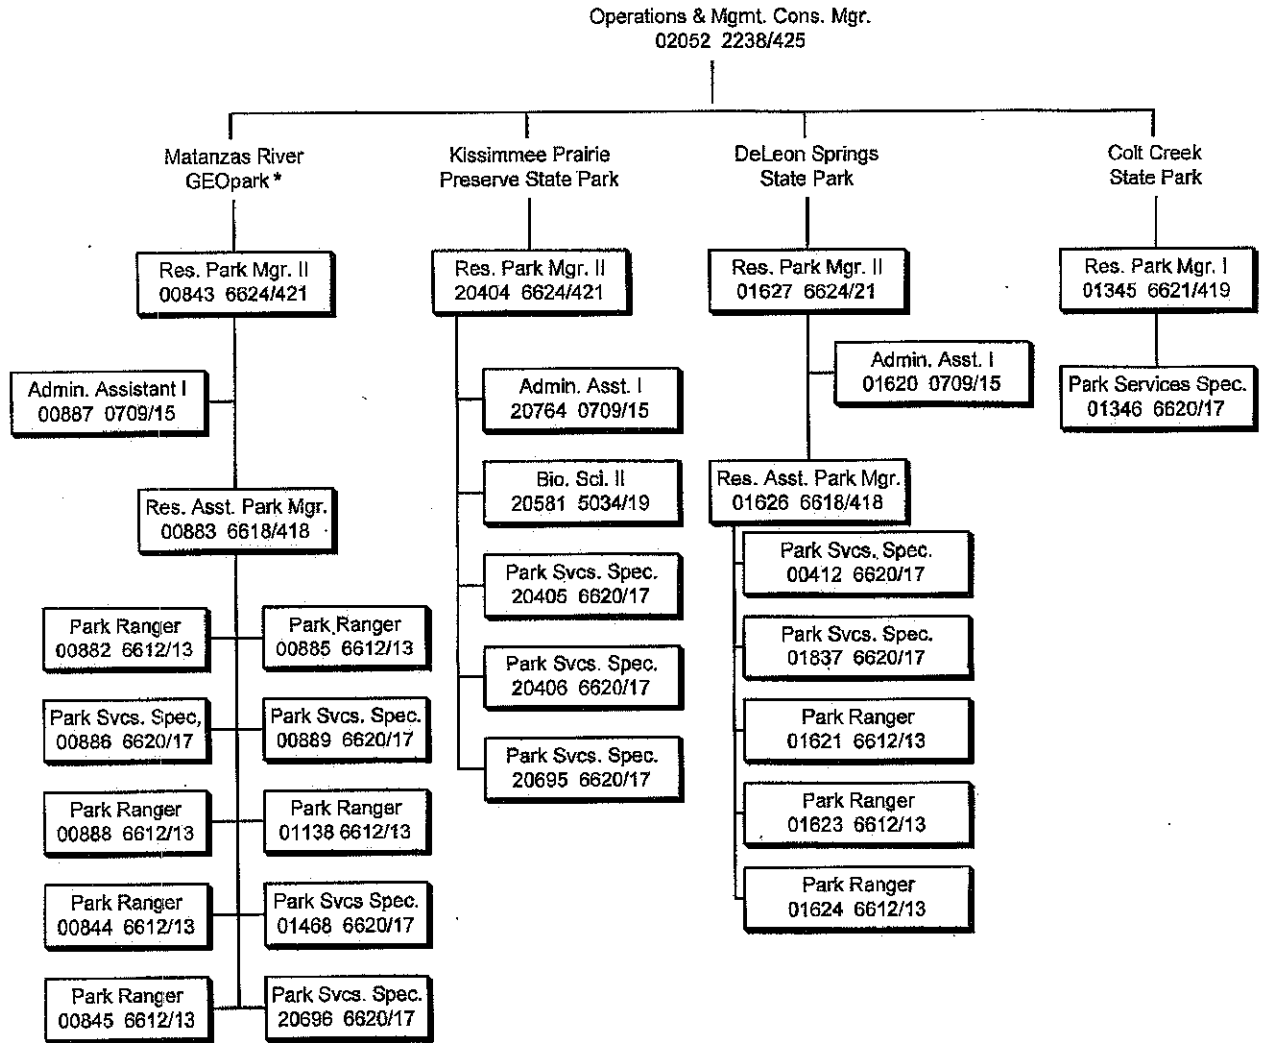 Operations & Mgmt. Cons. Mgr.
02052 2238/425
Matanzas River
GEOpark *
Res. Park Mgr. II
00843 6624/421
Admin. Assistant I
00887 0709/15
Res. Asst. Park Mgr.
00883 6618/418
Park Ranger
00882 6612/13
Park Ranger
00885 6612/13
Park Svcs. Spec,
00886 6620/17
Park Svcs. Spec.
00889 6620/17
Park Ranger
00888 6612/13
Park Ranger
01138 6612/13
Park Ranger
00844 6612/13
Park Svcs Spec.
01468 6620/17
Park Ranger
00845 6612/13
Park Svcs. Spec.
20696 6620/17
Kissimmee Prairie
Preserve State Park
Res. Park Mgr. II
20404 6624/421
Admin. Asst. I
20764 0709/15
Bio. Sci. II
20581 5034/19
Park Svcs. Spec.
20405 6620/17
Park Svcs. Spec.
20406 6620/17
Park Svcs. Spec.
20695 6620/17
DeLeon Springs
State Park
Res. Park Mgr. II
01627 6624/21
Admin. Asst. I
01620 0709/15
Res. Asst. Park Mgr.
01626 6618/418
Park Svcs. Spec.
00412 6620/17
Park Svcs. Spec.
01837 6620/17
Park Ranger
01621 6612/13
Park Ranger
01623 6612/13
Park Ranger
01624 6612/13
Colt Creek
State Park
Res. Park Mgr. I
01345 6621/419
Park Services Spec.
01346 6620/17